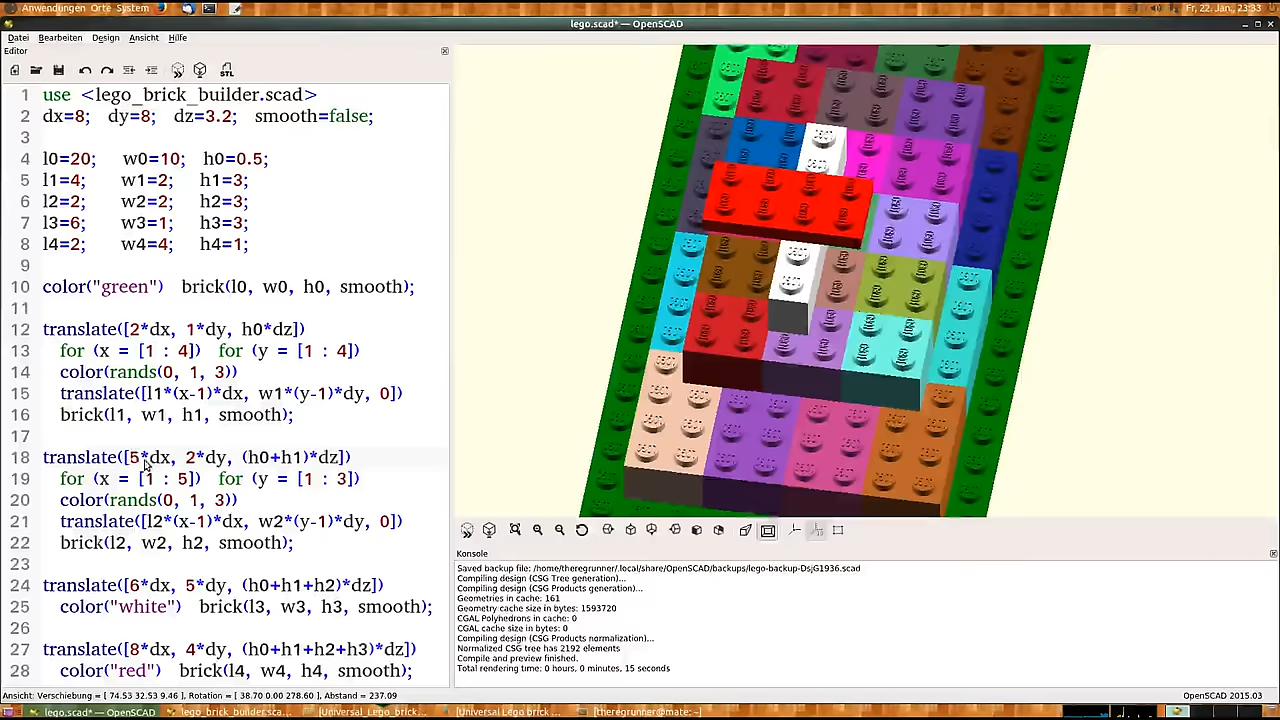 Anwendungen Orte System
Fr, 22. Jan., 23:33
lego.scad* — OpenSCAD
Datei Bearbeiten Design Ansicht Hilfe
Editor
STL
1 use <lego_brick_builder.scad>
2 dx=8; dy=8; dz=3.2; smooth=false;
3
4 l0=20; w0=10; h0=0.5;
5 l1=4; w1=2; h1=3;
6 l2=2; w2=2; h2=3;
7 l3=6; w3=1; h3=3;
8 l4=2; w4=4; h4=1;
9
10 color("green") brick(l0, w0, h0, smooth);
11
12 translate([2*dx, 1*dy, h0*dz])
13 for (x = [1 : 4]) for (y = [1 : 4])
14 color(rands(0, 1, 3))
15 translate([l1*(x-1)*dx, w1*(y-1)*dy, 0])
16 brick(l1, w1, h1, smooth);
17
18 translate([5*dx, 2*dy, (h0+h1)*dz])
19 for (x = [1 : 5]) for (y = [1 : 3])
20 color(rands(0, 1, 3))
21 translate([l2*(x-1)*dx, w2*(y-1)*dy, 0])
22 brick(l2, w2, h2, smooth);
23
24 translate([6*dx, 5*dy, (h0+h1+h2)*dz])
25 color("white") brick(l3, w3, h3, smooth);
26
27 translate([8*dx, 4*dy, (h0+h1+h2+h3)*dz])
28 color("red") brick(l4, w4, h4, smooth);
Konsole
Saved backup file: /home/theregrunner/.local/share/OpenSCAD/backups/lego-backup-DsjG1936.scad
Compiling design (CSG Tree generation)...
Compiling design (CSG Products generation)...
Geometries in cache: 161
Geometry cache size in bytes: 1593720
CGAL Polyhedrons in cache: 0
CGAL cache size in bytes: 0
Compiling design (CSG Products normalization)...
Normalized CSG tree has 2192 elements
Compile and preview finished.
Total rendering time: 0 hours, 0 minutes, 15 seconds
Ansicht: Verschiebung = [ 74.53 32.53 9.46 ], Rotation = [ 38.70 0.00 278.60 ], Abstand = 237.09
OpenSCAD 2015.03
lego.scad* — OpenSCAD
lego_brick_builder.sca...
[Universal_Lego_brick...
[Universal Lego brick ...
[theregrunner@mate: ~]